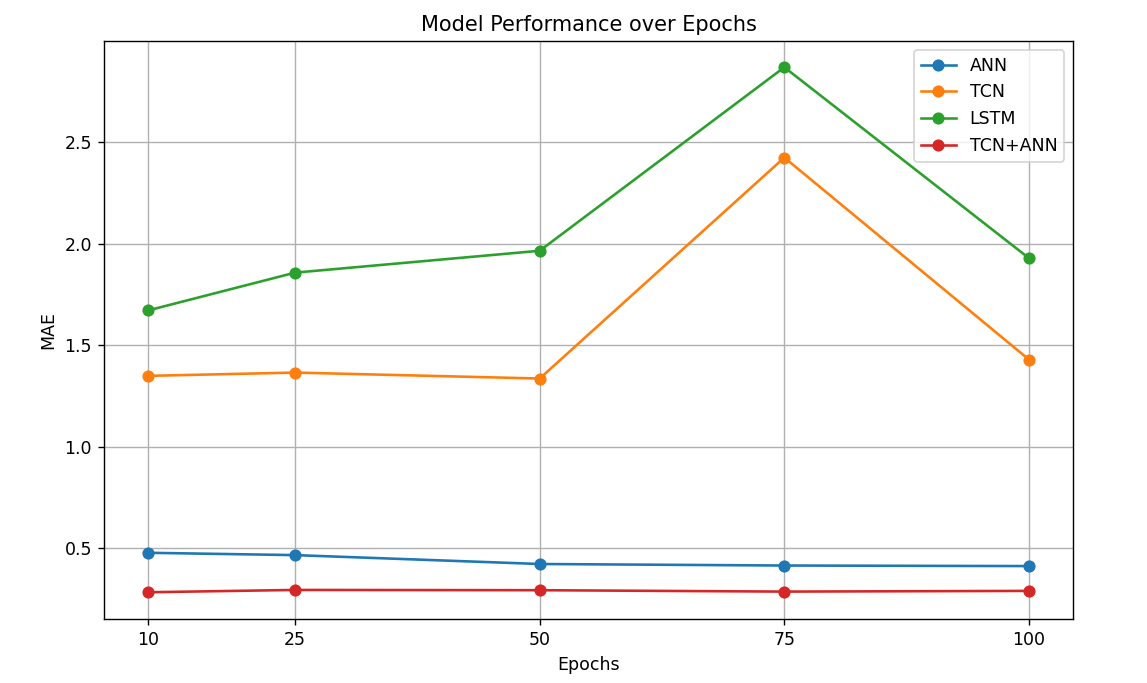 Model Performance over Epochs
ANN
TCN
LSTM
TCN+ANN
MAE
2.5
2.0
1.5
1.0
0.5
10 25 50 75 100
Epochs